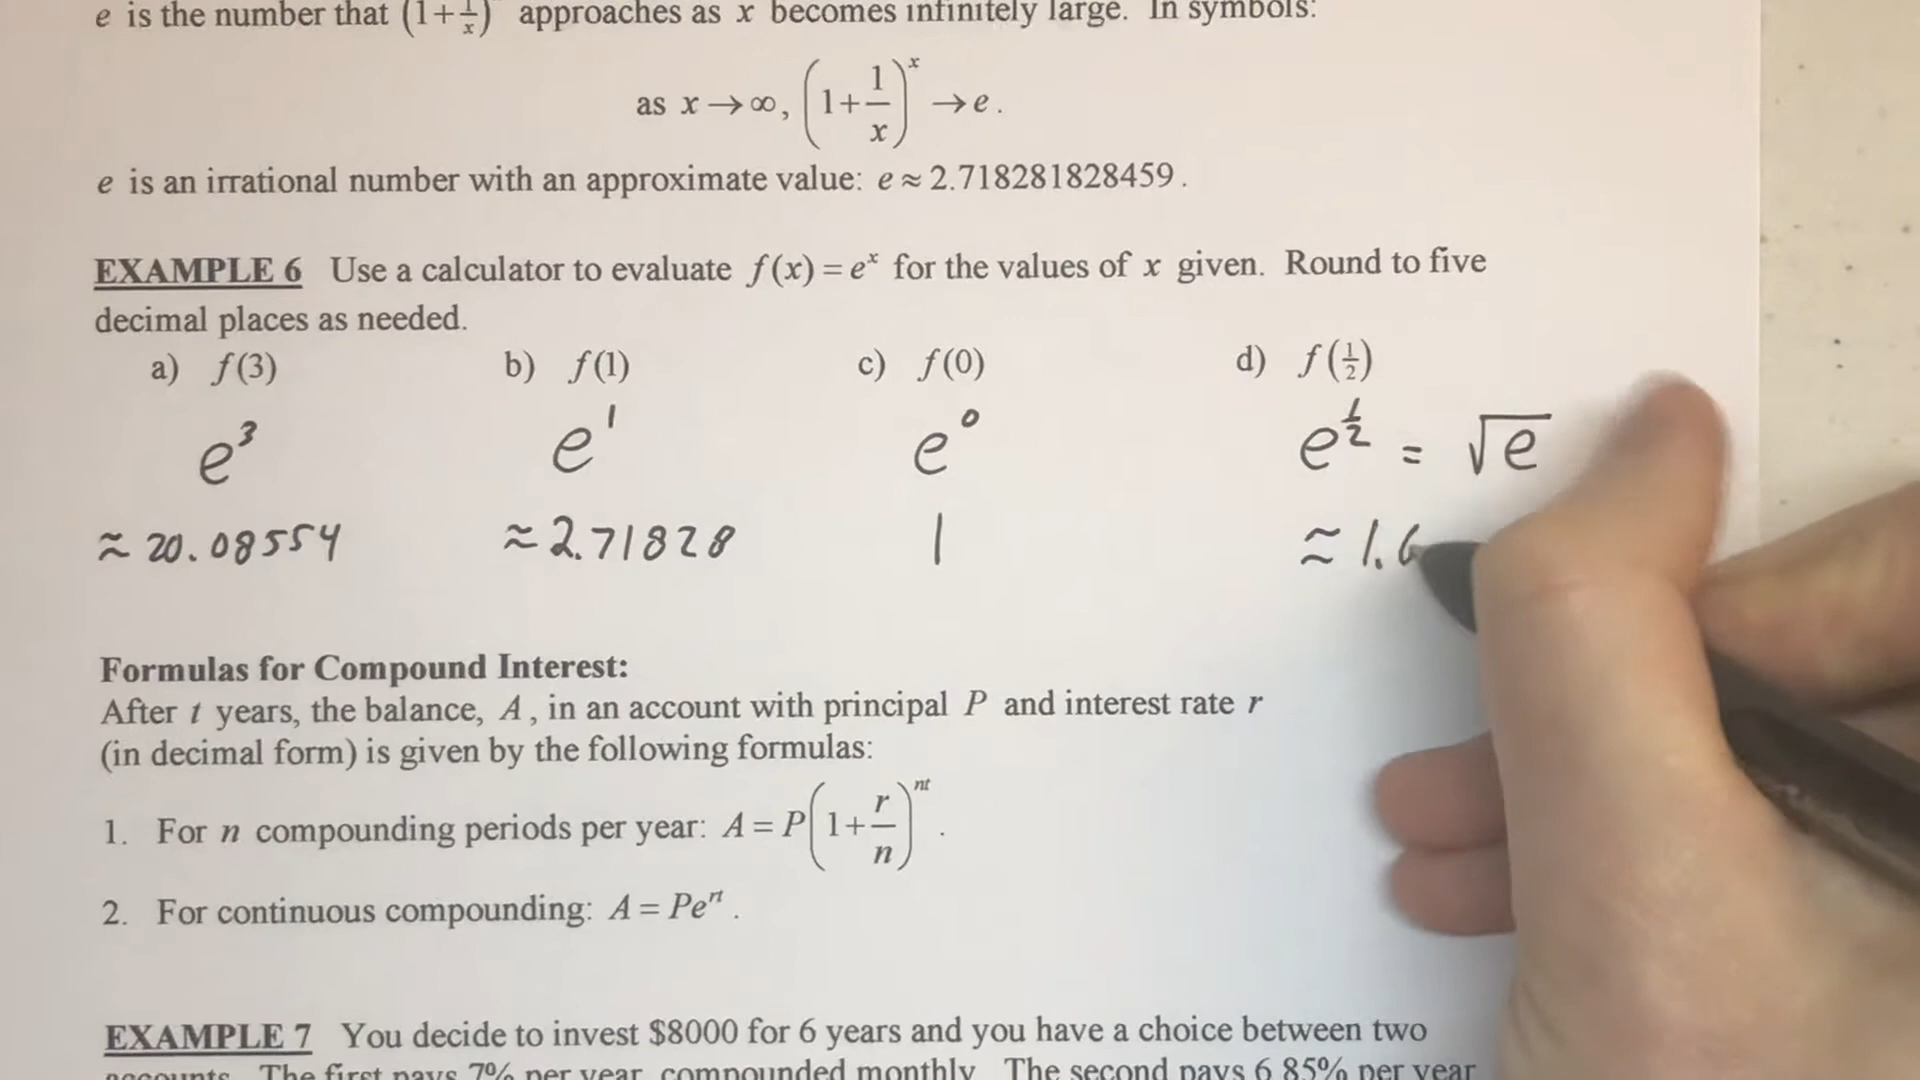 e is the number that (1+1/x) approaches as x becomes infinitely large. In symbols:
as x→∞, (1+1/x)^x → e.
e is an irrational number with an approximate value: e≈2.718281828459.
EXAMPLE 6 Use a calculator to evaluate f(x)=e^x for the values of x given. Round to five
decimal places as needed.
a) f(3) b) f(1) c) f(0) d) f(1/2)
e^3 e^1 e^0 e^1/2 = √e
≈20.08554 ≈2.71828 1 ≈1.6
Formulas for Compound Interest:
After t years, the balance, A, in an account with principal P and interest rate r
(in decimal form) is given by the following formulas:
1. For n compounding periods per year: A=P(1+r/n)^nt.
2. For continuous compounding: A=Pe^rt.
EXAMPLE 7 You decide to invest $8000 for 6 years and you have a choice between two
accounts. The first pays 7% per year, compounded monthly. The second pays 6.85% per year